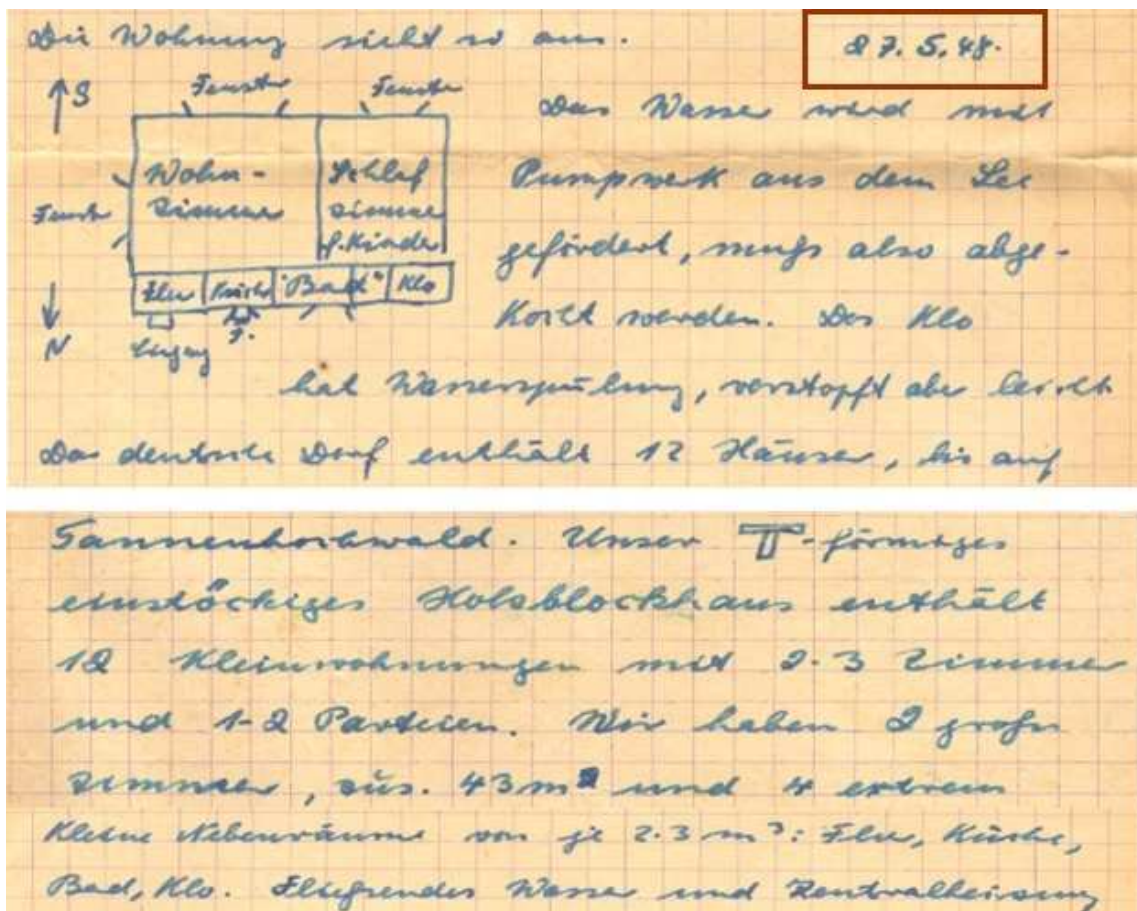 Die Wohnung sieht so aus.
27. 5. 48.
↑ S
Fenster
Fenster
Das Wasser wird mit
Wohn-
zimmer
Schlaf
zimmer
f. Kinder
Fenster
Pumpwerk aus dem See
gefördert, muß also abge-
Flur Küche "Bad" Klo
kocht werden. Das Klo
↓ N
Eingang
F.
hat Wasserspülung, verstopft aber leicht
Das deutsche Dorf enthält 12 Häuser, bis auf
Tannenhochwald. Unser T-förmiges
einstöckiges Holzblockhaus enthält
12 Kleinwohnungen mit 2-3 Zimmer
und 1-2 Parteien. Wir haben 2 große
Zimmer, zus. 43 m² und 4 extrem
kleine Nebenräume von je 2-3 m²: Flur, Küche,
Bad, Klo. Fließendes Wasser und Zentralheizung